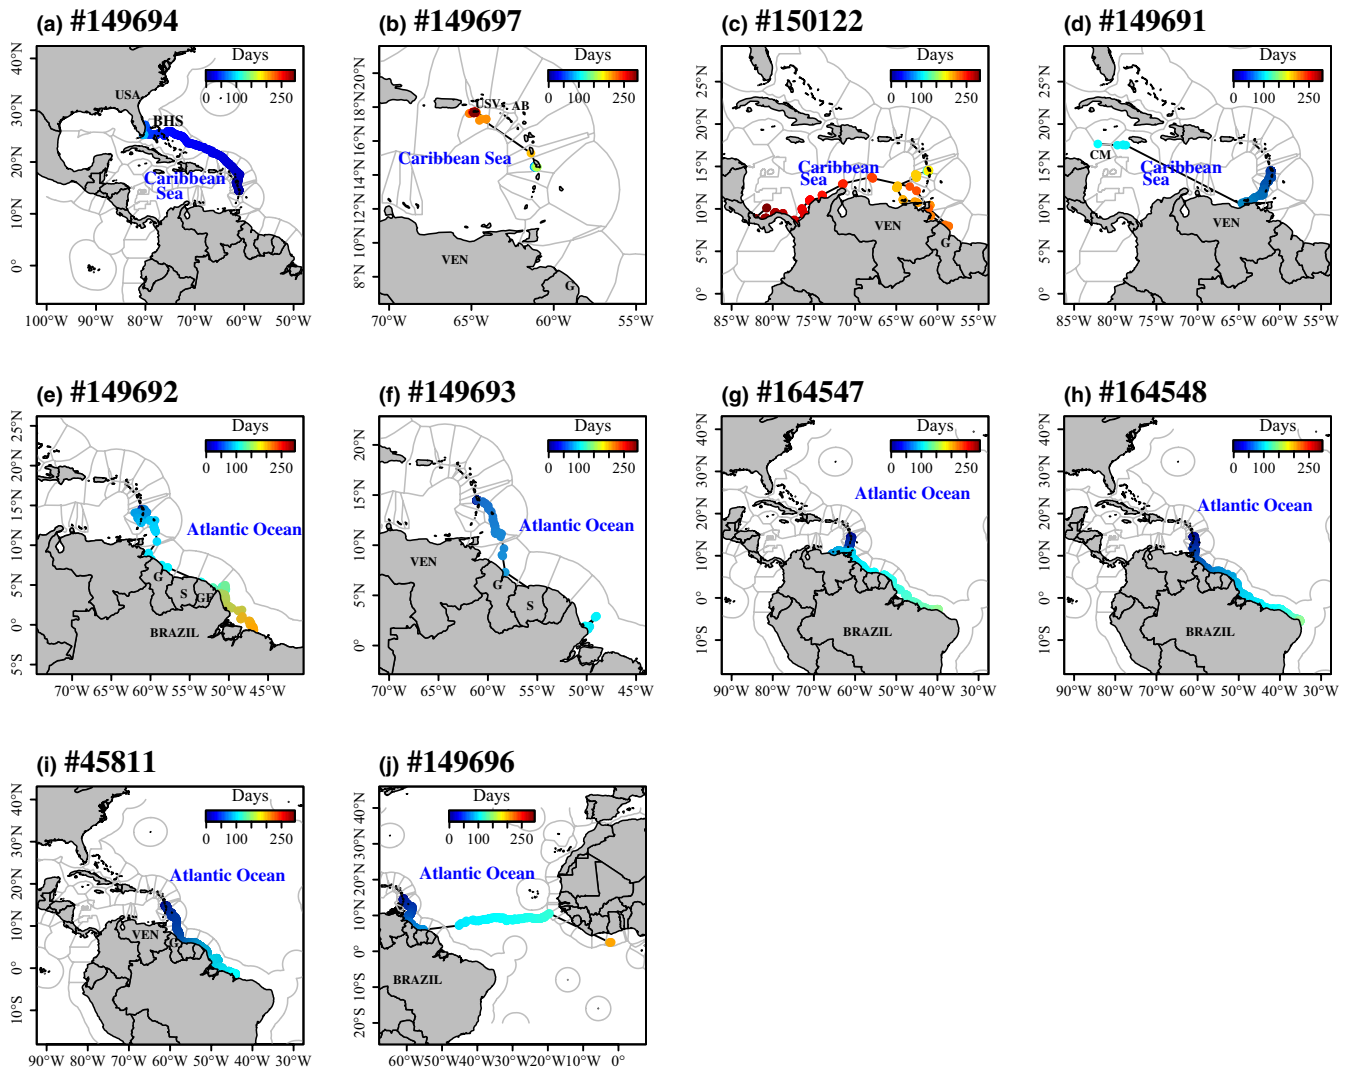 (a) #149694
Days
0 100 250
40°N
30°N
20°N
10°N
0°
USA
BHS
Caribbean
Sea
100°W 90°W 80°W 70°W 60°W 50°W
(b) #149697
Days
0 100 250
20°N
18°N
16°N
14°N
12°N
10°N
8°N
USV
AB
Caribbean Sea
VEN
G
70°W 65°W 60°W 55°W
(c) #150122
Days
0 100 250
25°N
20°N
15°N
10°N
5°N
0°
Caribbean
Sea
VEN
G
85°W 80°W 75°W 70°W 65°W 60°W 55°W
(d) #149691
Days
0 100 250
25°N
20°N
15°N
10°N
5°N
0°
CM
Caribbean
Sea
VEN
85°W 80°W 75°W 70°W 65°W 60°W 55°W
(e) #149692
Days
0 100 250
25°N
20°N
15°N
10°N
5°N
0°
5°S
Atlantic Ocean
G
S
GF
BRAZIL
70°W 65°W 60°W 55°W 50°W 45°W
(f) #149693
Days
0 100 250
20°N
15°N
10°N
5°N
0°
Atlantic Ocean
VEN
G
S
70°W 65°W 60°W 55°W 50°W 45°W
(g) #164547
Days
0 100 250
40°N
30°N
20°N
10°N
0°
10°S
Atlantic Ocean
BRAZIL
90°W 80°W 70°W 60°W 50°W 40°W 30°W
(h) #164548
Days
0 100 250
40°N
30°N
20°N
10°N
0°
10°S
Atlantic Ocean
BRAZIL
90°W 80°W 70°W 60°W 50°W 40°W 30°W
(i) #45811
Days
0 100 250
40°N
30°N
20°N
10°N
0°
10°S
Atlantic Ocean
VEN
G
90°W 80°W 70°W 60°W 50°W 40°W 30°W
(j) #149696
Days
0 100 250
40°N
30°N
20°N
10°N
0°
10°S
20°S
Atlantic Ocean
BRAZIL
60°W 50°W 40°W 30°W 20°W 10°W 0°